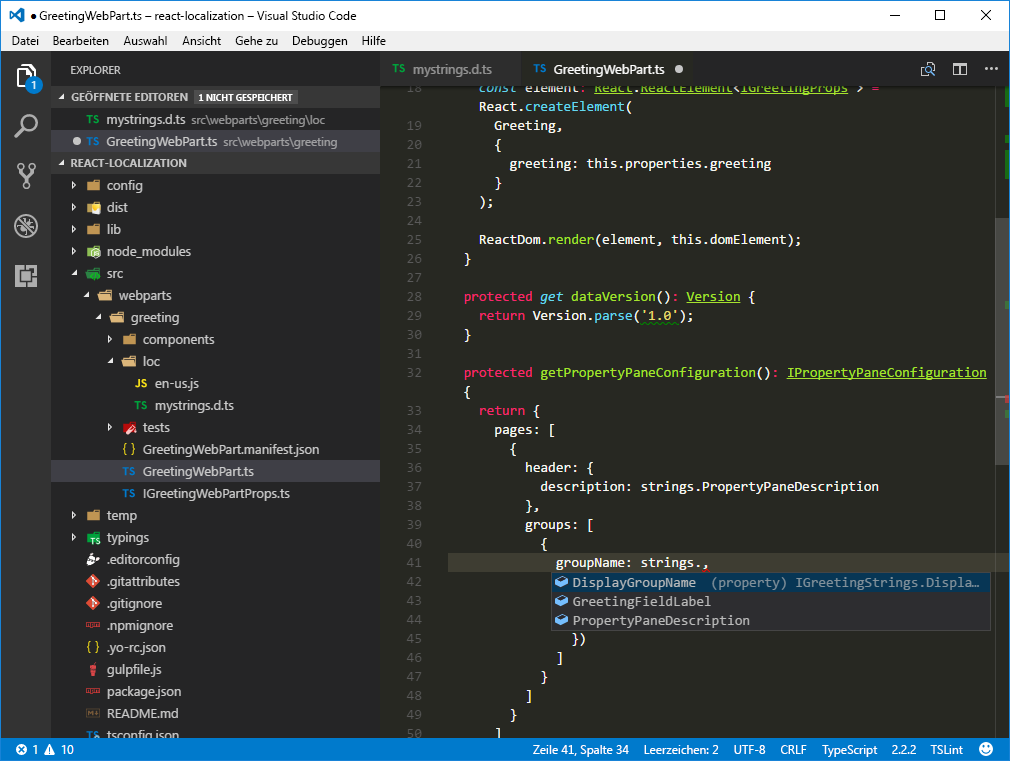 GreetingWebPart.ts – react-localization – Visual Studio Code
Datei Bearbeiten Auswahl Ansicht Gehe zu Debuggen Hilfe
1
EXPLORER
GEÖFFNETE EDITOREN 1 NICHT GESPEICHERT
TS mystrings.d.ts src\webparts\greeting\loc
TS GreetingWebPart.ts src\webparts\greeting
REACT-LOCALIZATION
config
dist
lib
node_modules
src
webparts
greeting
components
loc
JS en-us.js
TS mystrings.d.ts
tests
{ } GreetingWebPart.manifest.json
TS GreetingWebPart.ts
TS IGreetingWebPartProps.ts
temp
typings
.editorconfig
.gitattributes
.gitignore
.npmignore
{ } .yo-rc.json
gulpfile.js
package.json
README.md
TS tsconfig.json
TS mystrings.d.ts TS GreetingWebPart.ts
18 const element: React.ReactElement<IGreetingProps > =
React.createElement(
19 Greeting,
20 {
21 greeting: this.properties.greeting
22 }
23 );
24
25 ReactDom.render(element, this.domElement);
26 }
27
28 protected get dataVersion(): Version {
29 return Version.parse('1.0');
30 }
31
32 protected getPropertyPaneConfiguration(): IPropertyPaneConfiguration
{
33 return {
34 pages: [
35 {
36 header: {
37 description: strings.PropertyPaneDescription
38 },
39 groups: [
40 {
41 groupName: strings.,
42 DisplayGroupName (property) IGreetingStrings.Displa…
43 GreetingFieldLabel
44 PropertyPaneDescription
45 })
46 ]
47 }
48 ]
49 }
50 ]
1 10 Zeile 41, Spalte 34 Leerzeichen: 2 UTF-8 CRLF TypeScript 2.2.2 TSLint